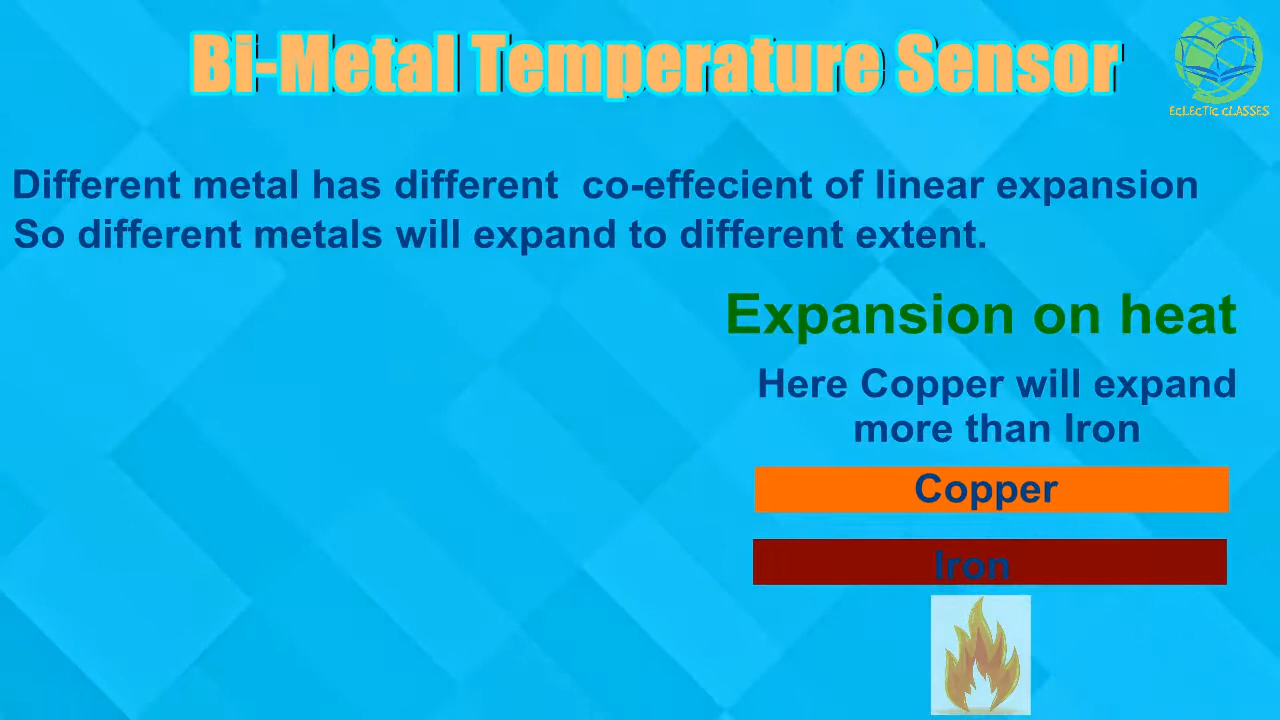 Bi-Metal Temperature Sensor
ECLECTIC CLASSES
Different metal has different co-effecient of linear expansion
So different metals will expand to different extent.
Expansion on heat
Here Copper will expand
more than Iron
Copper
Iron